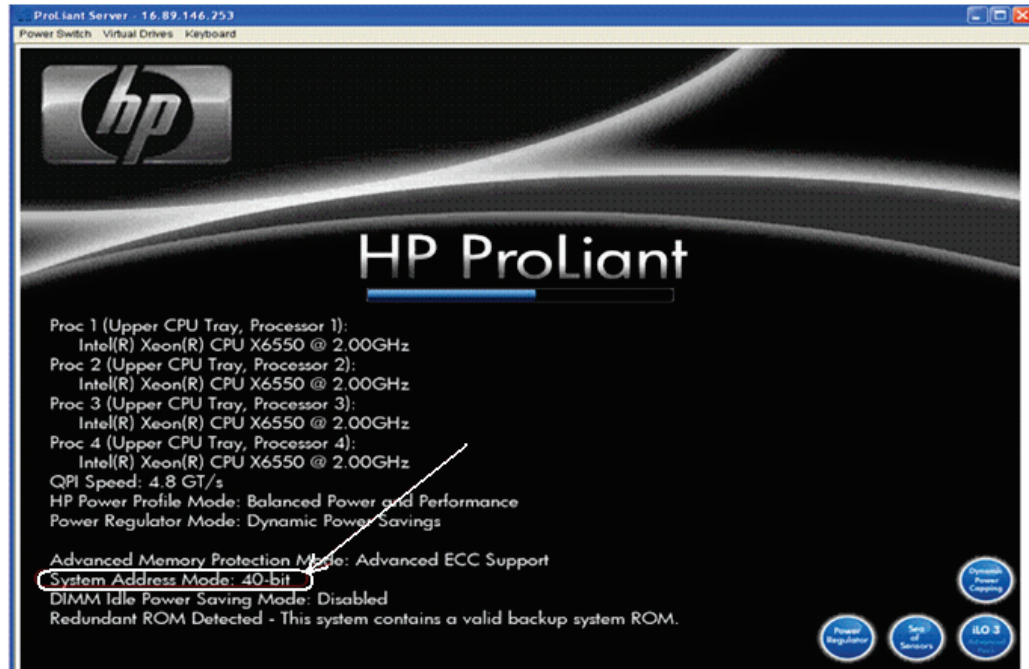 ProLiant Server - 16.89.146.253
Power Switch Virtual Drives Keyboard
hp
HP ProLiant
Proc 1 (Upper CPU Tray, Processor 1):
Intel(R) Xeon(R) CPU X6550 @ 2.00GHz
Proc 2 (Upper CPU Tray, Processor 2):
Intel(R) Xeon(R) CPU X6550 @ 2.00GHz
Proc 3 (Upper CPU Tray, Processor 3):
Intel(R) Xeon(R) CPU X6550 @ 2.00GHz
Proc 4 (Upper CPU Tray, Processor 4):
Intel(R) Xeon(R) CPU X6550 @ 2.00GHz
QPI Speed: 4.8 GT/s
HP Power Profile Mode: Balanced Power and Performance
Power Regulator Mode: Dynamic Power Savings
Advanced Memory Protection Mode: Advanced ECC Support
System Address Mode: 40-bit
DIMM Idle Power Saving Mode: Disabled
Redundant ROM Detected - This system contains a valid backup system ROM.
Dynamic
Power
Capping
Power
Regulator
Sea
of
Sensors
iLO 3
Advanced